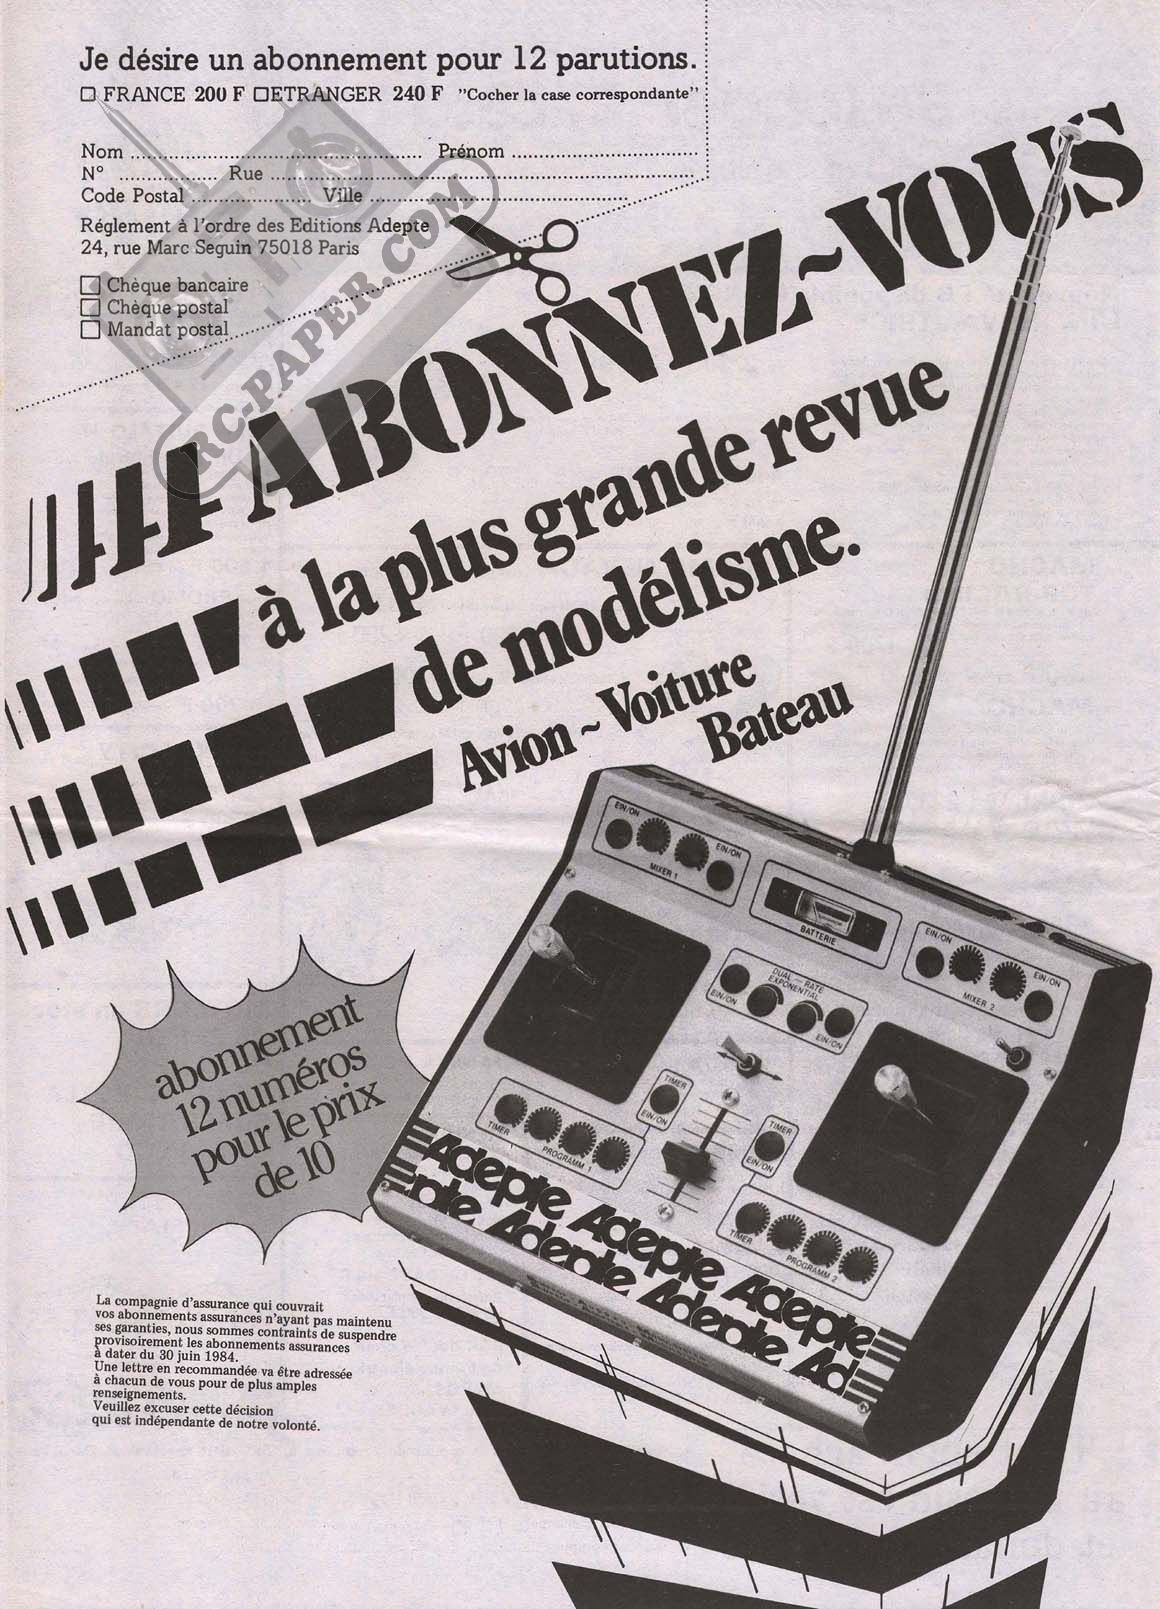 Je désire un abonnement pour 12 parutions.
FRANCE 200 F ETRANGER 240 F "Cocher la case correspondante"
Nom Prénom
N° Rue
Code Postal Ville
Réglement à l'ordre des Editions Adepte
24, rue Marc Seguin 75018 Paris
Chèque bancaire
Chèque postal
Mandat postal
RC-PAPER.COM
ABONNEZ~VOUS
à la plus grande revue
de modélisme.
Avion ~ Voiture
Bateau
EIN/ON
EIN/ON
MIXER 1
BATTERIE
EIN/ON
EIN/ON
MIXER 2
DUAL — RATE
EXPONENTIAL
EIN/ON
EIN/ON
TIMER
EIN/ON
TIMER
EIN/ON
TIMER
PROGRAMM 1
TIMER
PROGRAMM 2
Adepte Adepte Adepte
pte Adepte Adepte Ad
abonnement
12 numéros
pour le prix
de 10
La compagnie d'assurance qui couvrait
vos abonnements assurances n'ayant pas maintenu
ses garanties, nous sommes contraints de suspendre
provisoirement les abonnements assurances
à dater du 30 juin 1984.
Une lettre en recommandée va être adressée
à chacun de vous pour de plus amples
renseignements.
Veuillez excuser cette décision
qui est indépendante de notre volonté.